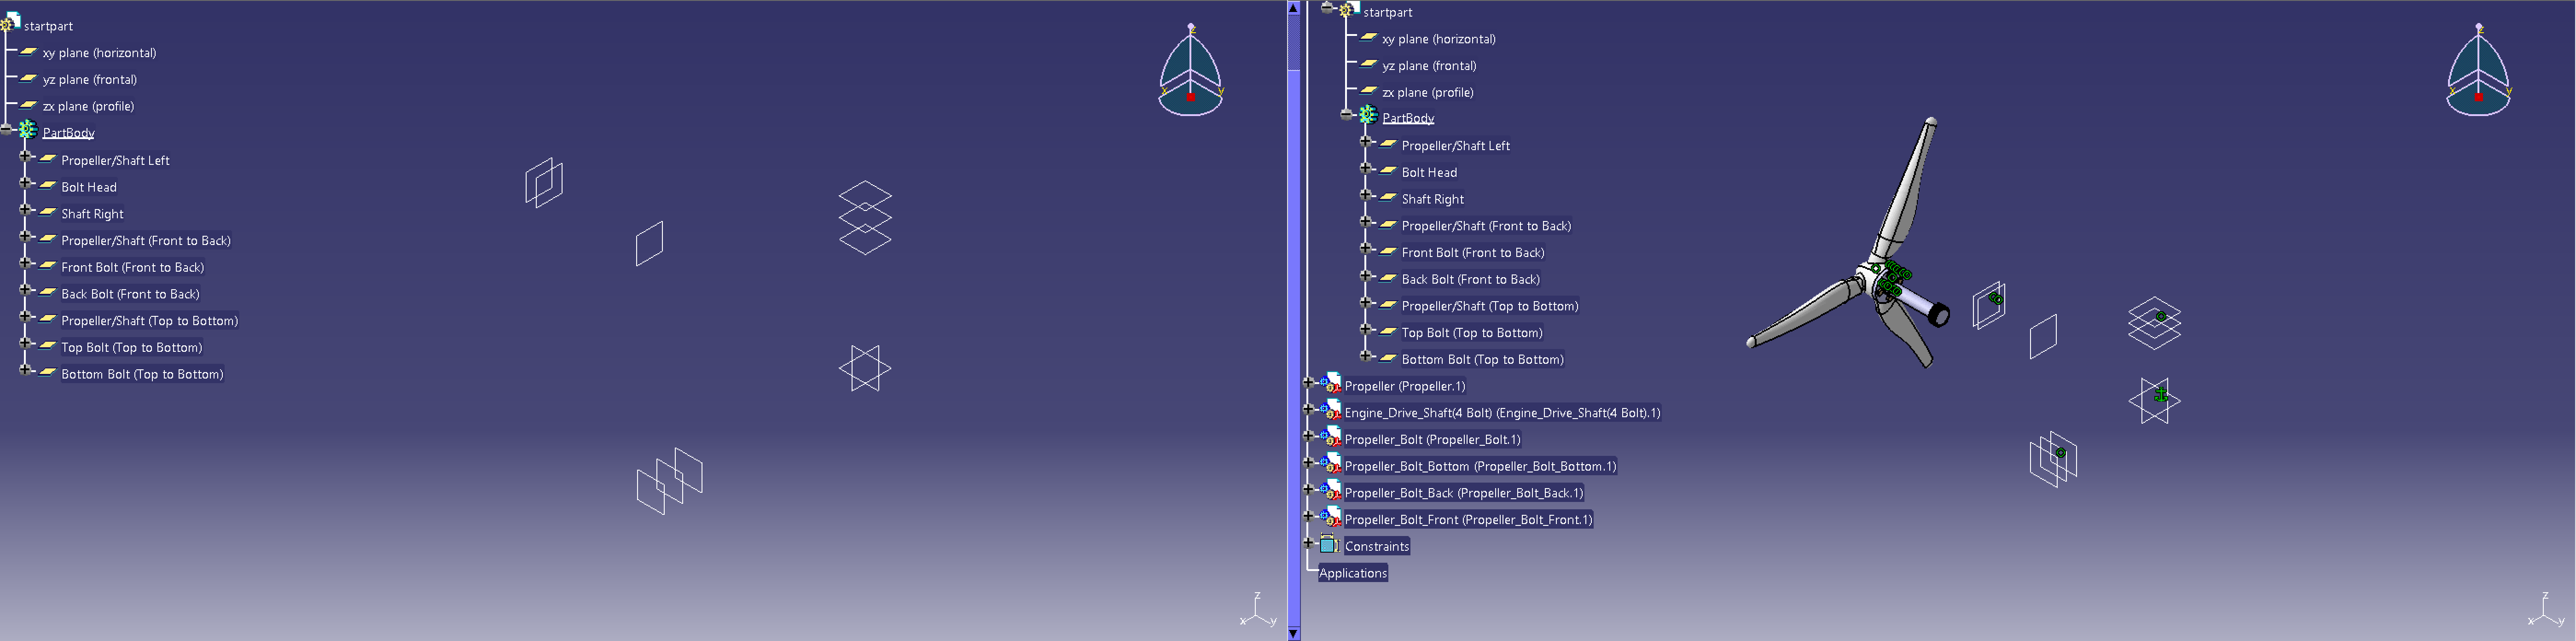 startpart
xy plane (horizontal)
yz plane (frontal)
zx plane (profile)
PartBody
Propeller/Shaft Left
Bolt Head
Shaft Right
Propeller/Shaft (Front to Back)
Front Bolt (Front to Back)
Back Bolt (Front to Back)
Propeller/Shaft (Top to Bottom)
Top Bolt (Top to Bottom)
Bottom Bolt (Top to Bottom)
z
x
y
z
x y
startpart
xy plane (horizontal)
yz plane (frontal)
zx plane (profile)
PartBody
Propeller/Shaft Left
Bolt Head
Shaft Right
Propeller/Shaft (Front to Back)
Front Bolt (Front to Back)
Back Bolt (Front to Back)
Propeller/Shaft (Top to Bottom)
Top Bolt (Top to Bottom)
Bottom Bolt (Top to Bottom)
Propeller (Propeller.1)
Engine_Drive_Shaft(4 Bolt) (Engine_Drive_Shaft(4 Bolt).1)
Propeller_Bolt (Propeller_Bolt.1)
Propeller_Bolt_Bottom (Propeller_Bolt_Bottom.1)
Propeller_Bolt_Back (Propeller_Bolt_Back.1)
Propeller_Bolt_Front (Propeller_Bolt_Front.1)
Constraints
Applications
z
x
y
z
x y